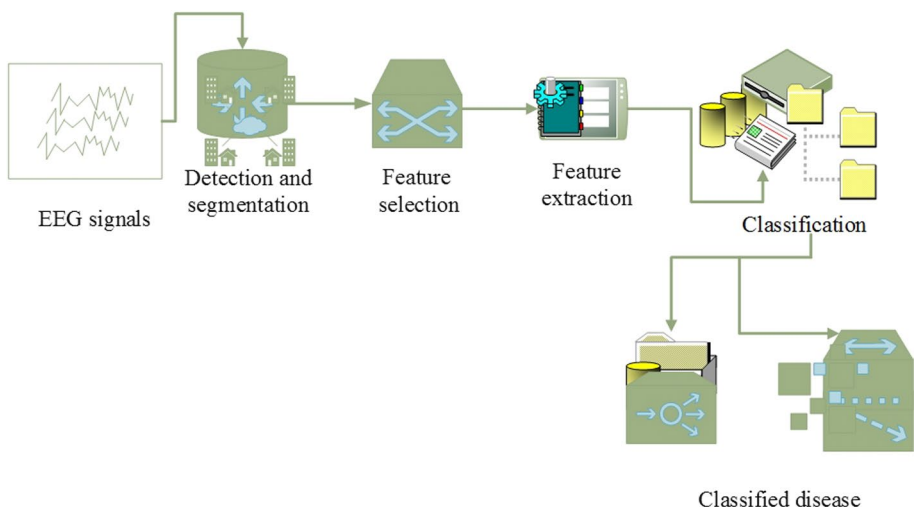 EEG signals
Detection and
segmentation
Feature
selection
Feature
extraction
Classification
Classified disease